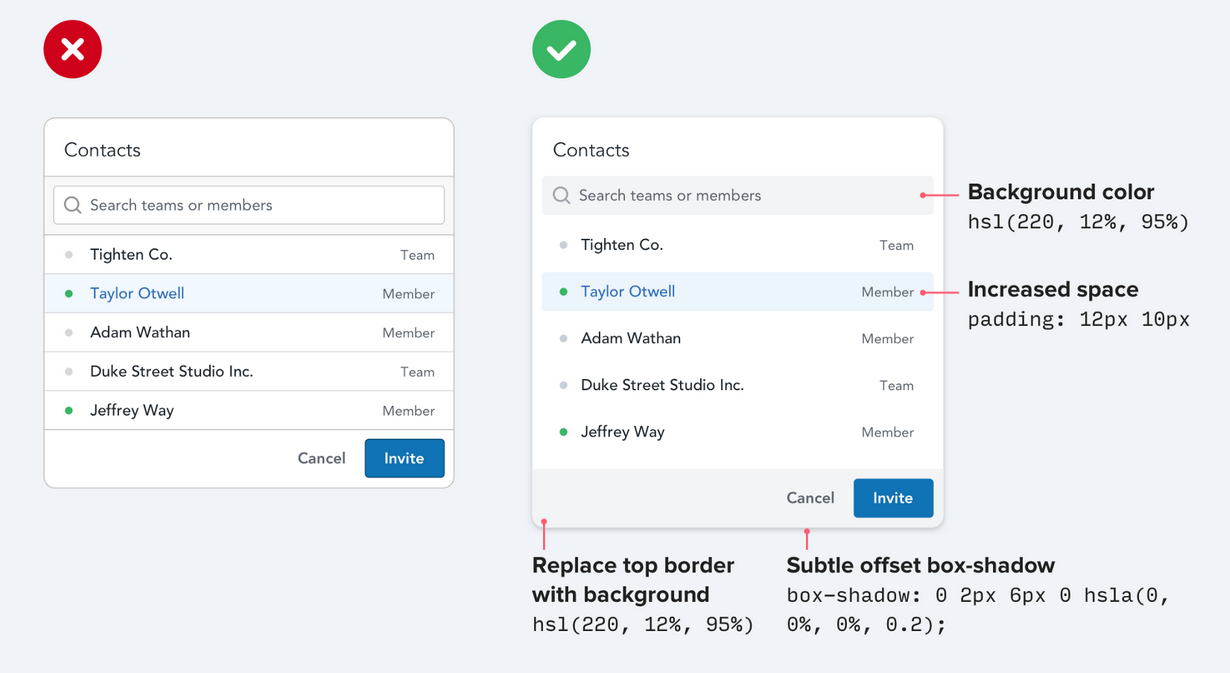 Contacts
Search teams or members
Tighten Co. Team
Taylor Otwell Member
Adam Wathan Member
Duke Street Studio Inc. Team
Jeffrey Way Member
Cancel Invite
Contacts
Search teams or members
Tighten Co. Team
Taylor Otwell Member
Adam Wathan Member
Duke Street Studio Inc. Team
Jeffrey Way Member
Cancel Invite
Background color
hsl(220, 12%, 95%)
Increased space
padding: 12px 10px
Replace top border
with background
hsl(220, 12%, 95%)
Subtle offset box-shadow
box-shadow: 0 2px 6px 0 hsla(0,
0%, 0%, 0.2);